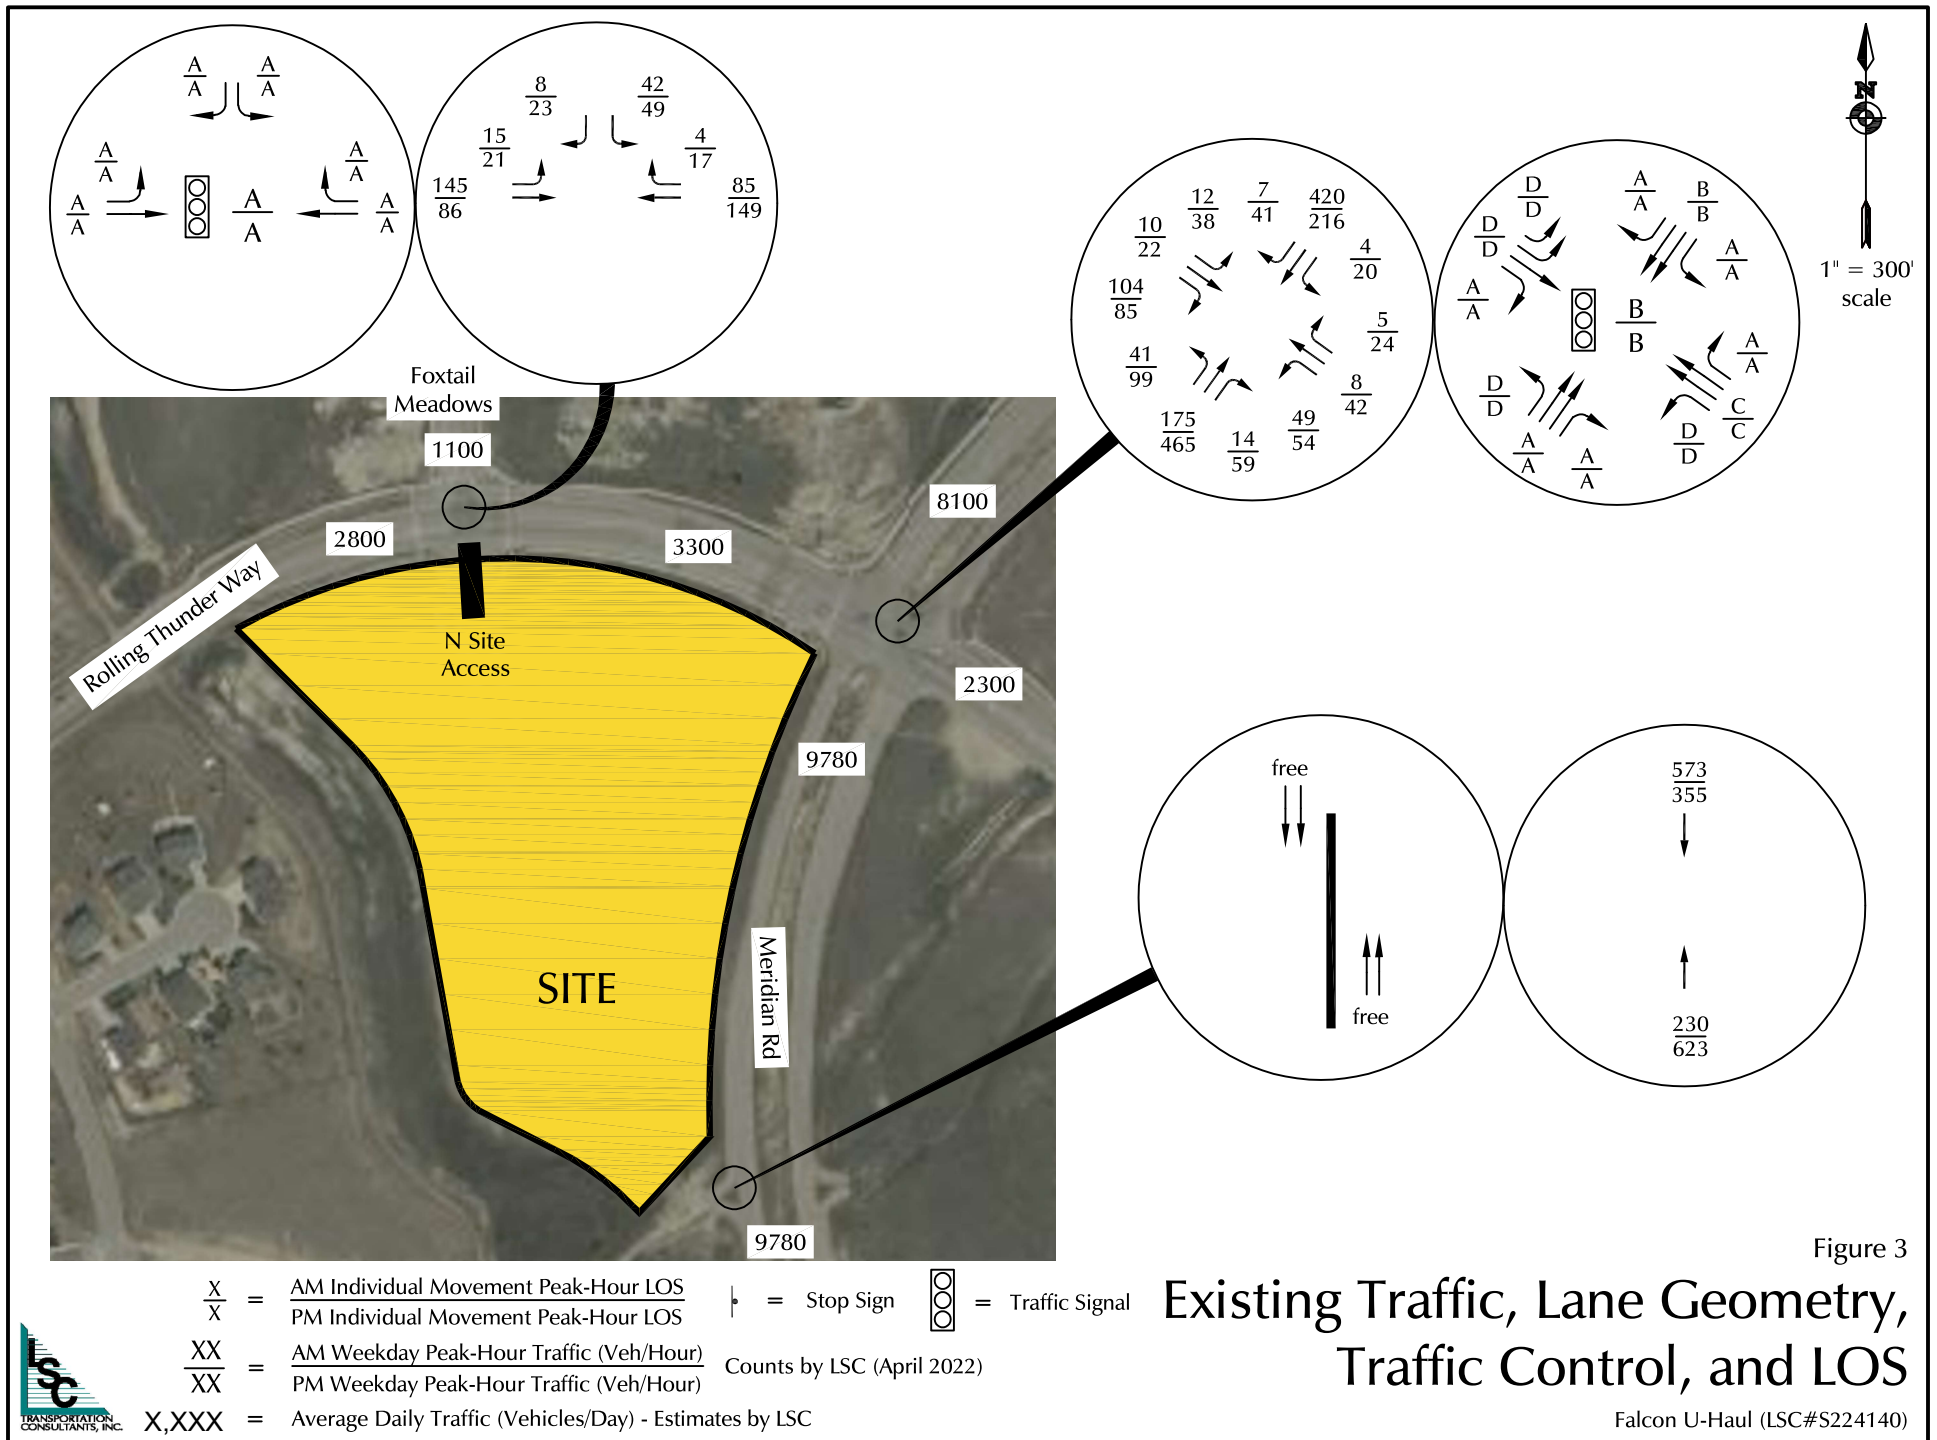 A A
A A
A
A
A
A
A
A
A
A
A
A
8
23
42
49
15
21
4
17
145
86
85
149
12
38
7
41
420
216
10
22
4
20
104
85
5
24
41
99
8
42
175
465
14
59
49
54
D
D
A
A
B
B
D
D
A
A
A
A
B
B
A
A
D
D
C
C
A
A
A
A
D
D
N
1" = 300'
scale
Foxtail
Meadows
1100
2800
3300
8100
Rolling Thunder Way
N Site
Access
2300
9780
SITE
Meridian Rd
9780
free
free
573
355
230
623
Figure 3
Existing Traffic, Lane Geometry,
Traffic Control, and LOS
Falcon U-Haul (LSC#S224140)
X
X
= AM Individual Movement Peak-Hour LOS
PM Individual Movement Peak-Hour LOS
= Stop Sign
= Traffic Signal
XX
XX
= AM Weekday Peak-Hour Traffic (Veh/Hour)
PM Weekday Peak-Hour Traffic (Veh/Hour)
Counts by LSC (April 2022)
X,XXX = Average Daily Traffic (Vehicles/Day) - Estimates by LSC
LSC
TRANSPORTATION
CONSULTANTS, INC.